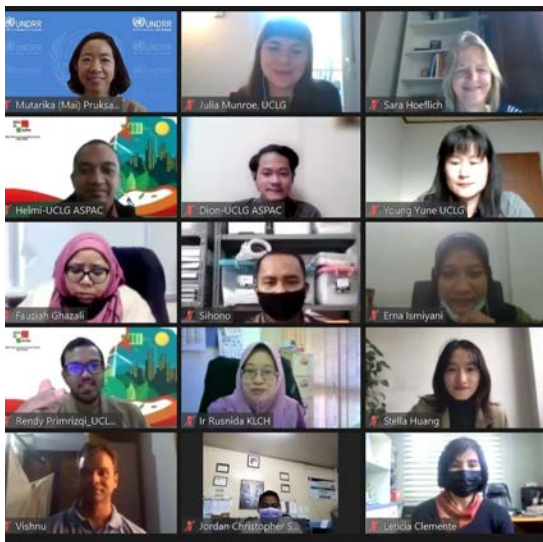 UNDRR
UNDRR
Mutarika (Mai) Pruksa...
Julia Munroe, UCLG
Sara Hoeflich
Helmi-UCLG ASPAC
Dion-UCLG ASPAC
Young Yune UCLG
Fauziah Ghazali
Sihono
Erna Ismiyani
Rendy Primrizqi_UCL...
Ir Rusnida KLCH
Stella Huang
Vishnu
Jordan Christopher S...
Leticia Clemente